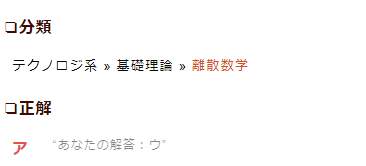 ❏分類
テクノロジ系 » 基礎理論 » 離散数学
❏正解
ア “あなたの解答：ウ”